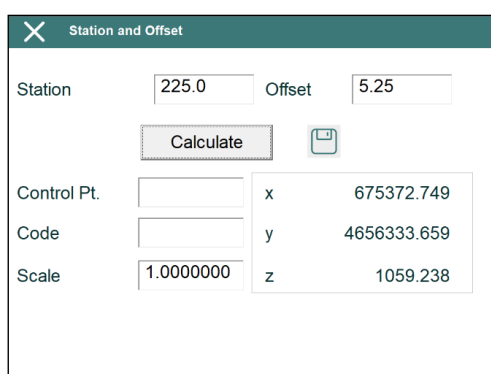 Station and Offset
Station 225.0 Offset 5.25
Calculate
Control Pt. x 675372.749
Code y 4656333.659
Scale 1.0000000 z 1059.238